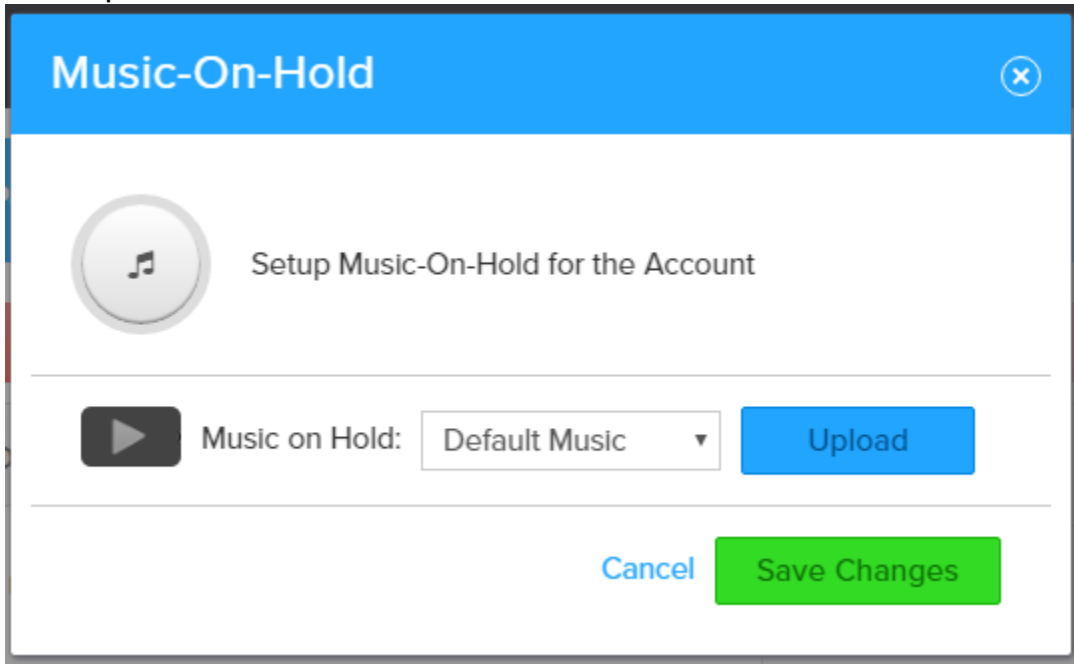 Music-On-Hold
Setup Music-On-Hold for the Account
Music on Hold: Default Music Upload
Cancel Save Changes